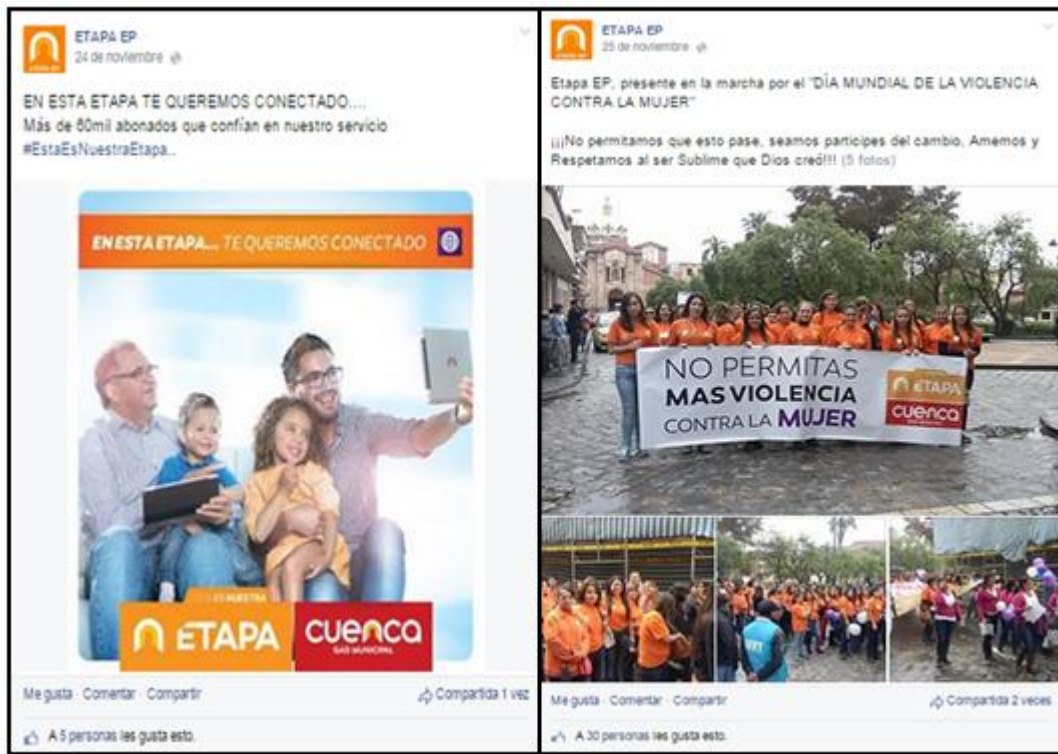 ETAPA EP
24 de noviembre
EN ESTA ETAPA TE QUEREMOS CONECTADO....
Más de 60mil abonados que confían en nuestro servicio
#EstaEsNuestraEtapa..
EN ESTA ETAPA... TE QUEREMOS CONECTADO
ES NUESTRA
ETAPA
CUENCA
GAD MUNICIPAL
Me gusta · Comentar · Compartir
Compartida 1 vez
A 5 personas les gusta esto.
ETAPA EP
25 de noviembre
Etapa EP, presente en la marcha por el "DÍA MUNDIAL DE LA VIOLENCIA
CONTRA LA MUJER"
¡¡¡No permitamos que esto pase, seamos participes del cambio, Amemos y
Respetamos al ser Sublime que Dios creó!!! (5 fotos)
NO PERMITAS
MAS VIOLENCIA
CONTRA LA MUJER
ETAPA
CUENCA
Me gusta · Comentar · Compartir
Compartida 2 veces
A 30 personas les gusta esto.